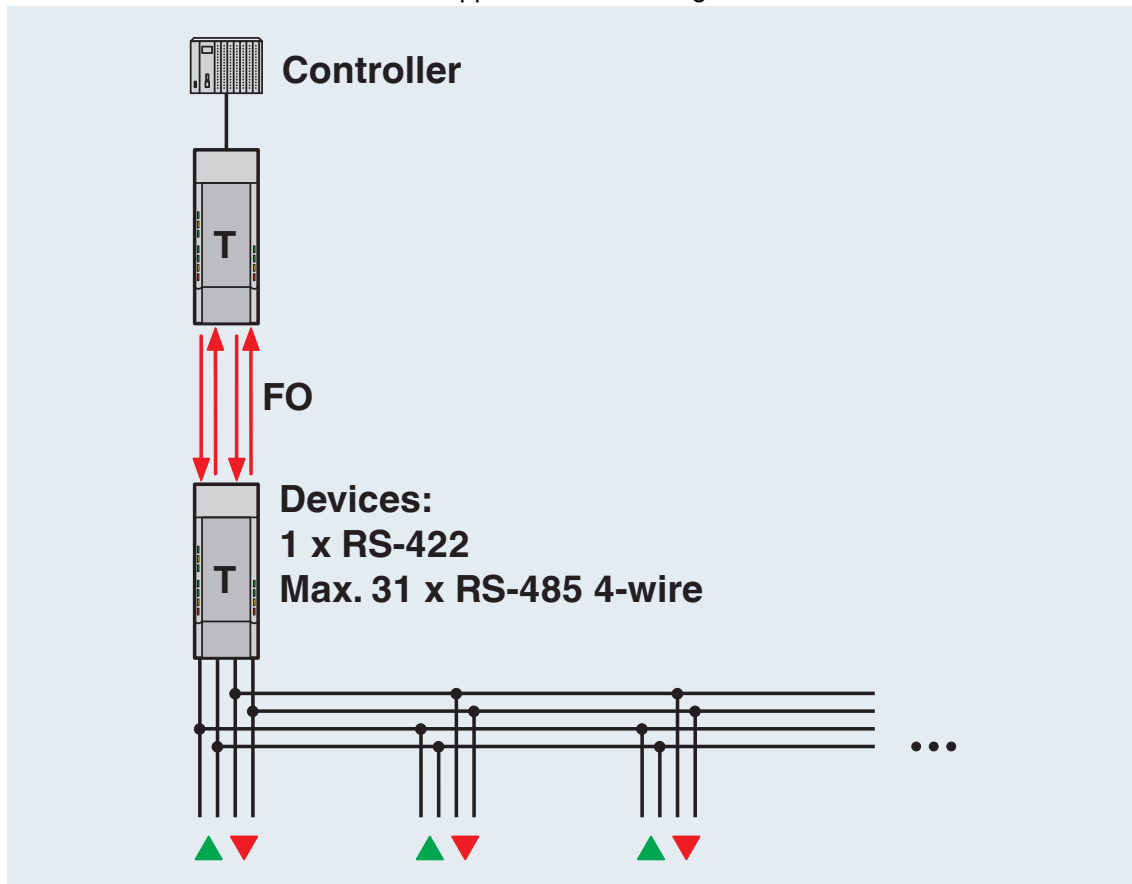 Controller
T
FO
Devices:
1 x RS-422
Max. 31 x RS-485 4-wire
T